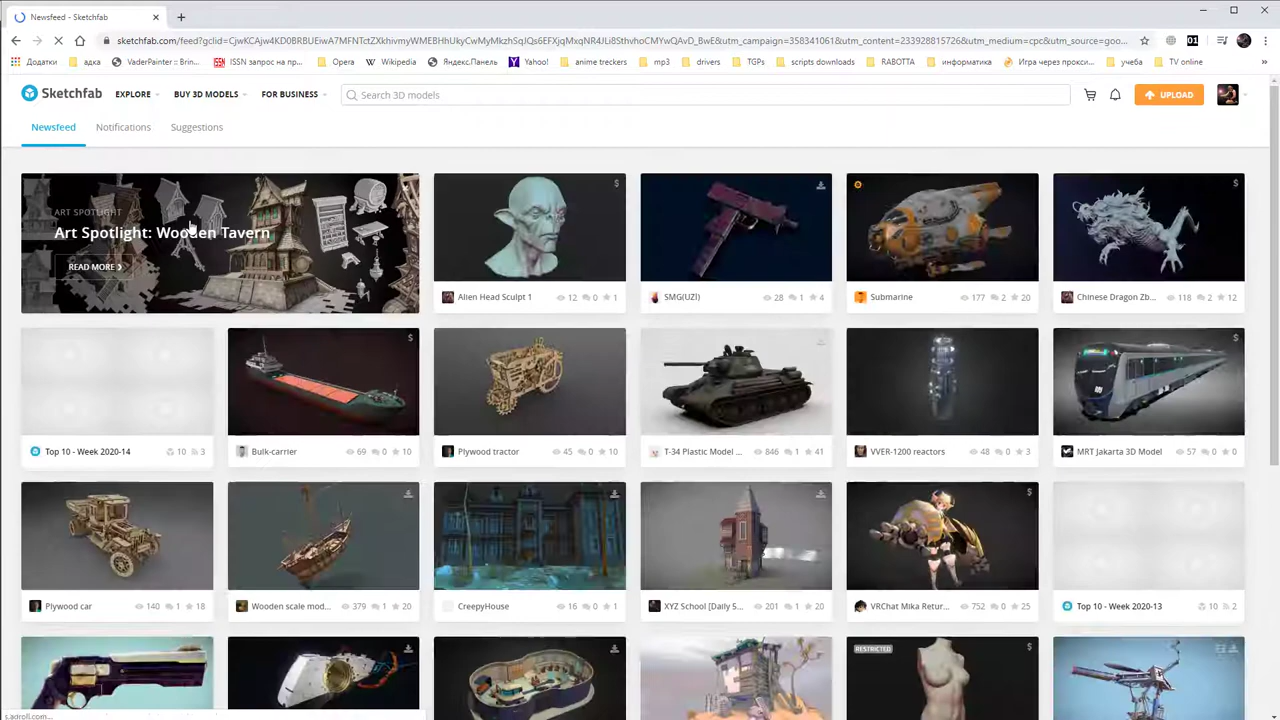 Newsfeed - Sketchfab
sketchfab.com/feed?gclid=CjwKCAjw4KD0BRBUEiwA7MFNTctZXkhivmyWMEBHhUkyCwMyMkzhSqJOyt6EFXjqMxqNR4JLi8SthvhoCMYwQAvD_BwE&utm_campaign=358341061&utm_content=233928815726&utm_medium=cpc&utm_source=goo...
Додатки адка VaderPainter :: Brin... ISSN запрос на пр... Opera Wikipedia Яндекс.Панель Yahoo! anime treckers mp3 drivers TGPs scripts downloads RABOTTA информатика Игра через прокси... учеба TV online
Sketchfab EXPLORE BUY 3D MODELS FOR BUSINESS Search 3D models UPLOAD
Newsfeed Notifications Suggestions
ART SPOTLIGHT
Art Spotlight: Wooden Tavern
READ MORE ❯
Alien Head Sculpt 1 12 0 1
SMG(UZI) 28 1 4
Submarine 177 2 20
Chinese Dragon Zb... 118 2 12
Top 10 - Week 2020-14 10 3
Bulk-carrier 69 0 10
Plywood tractor 45 0 10
T-34 Plastic Model ... 846 1 41
VVER-1200 reactors 48 0 3
MRT Jakarta 3D Model 57 0 0
Plywood car 140 1 18
Wooden scale mod... 379 1 20
CreepyHouse 16 0 1
XYZ School [Daily S... 201 1 20
VRChat Mika Retur... 752 0 25
Top 10 - Week 2020-13 10 2
RESTRICTED
s.adroll.com...